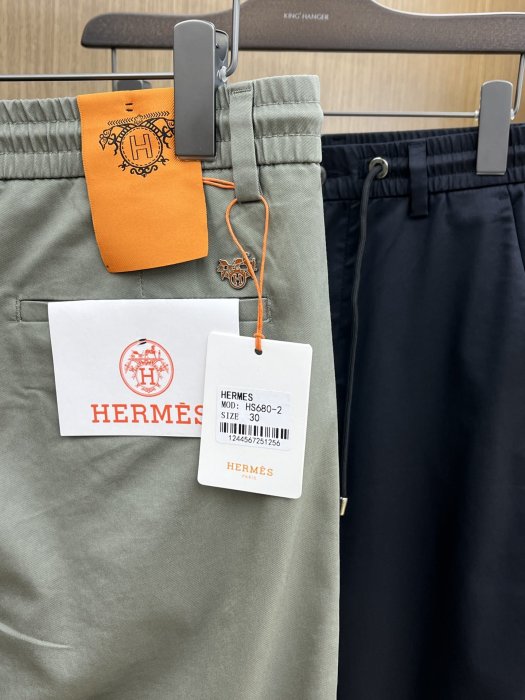 KING HANGER
H
H
H
HERMÈS
HERMES
MOD: HS680-2
SIZE 30
1244567251256
HERMÈS
PARIS